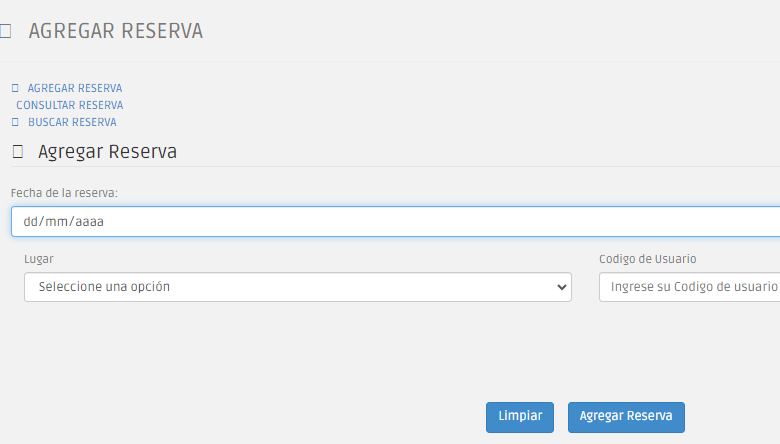 AGREGAR RESERVA
AGREGAR RESERVA
CONSULTAR RESERVA
BUSCAR RESERVA
Agregar Reserva
Fecha de la reserva:
dd/mm/aaaa
Lugar
Codigo de Usuario
Seleccione una opción
Ingrese su Codigo de usuario
Limpiar
Agregar Reserva